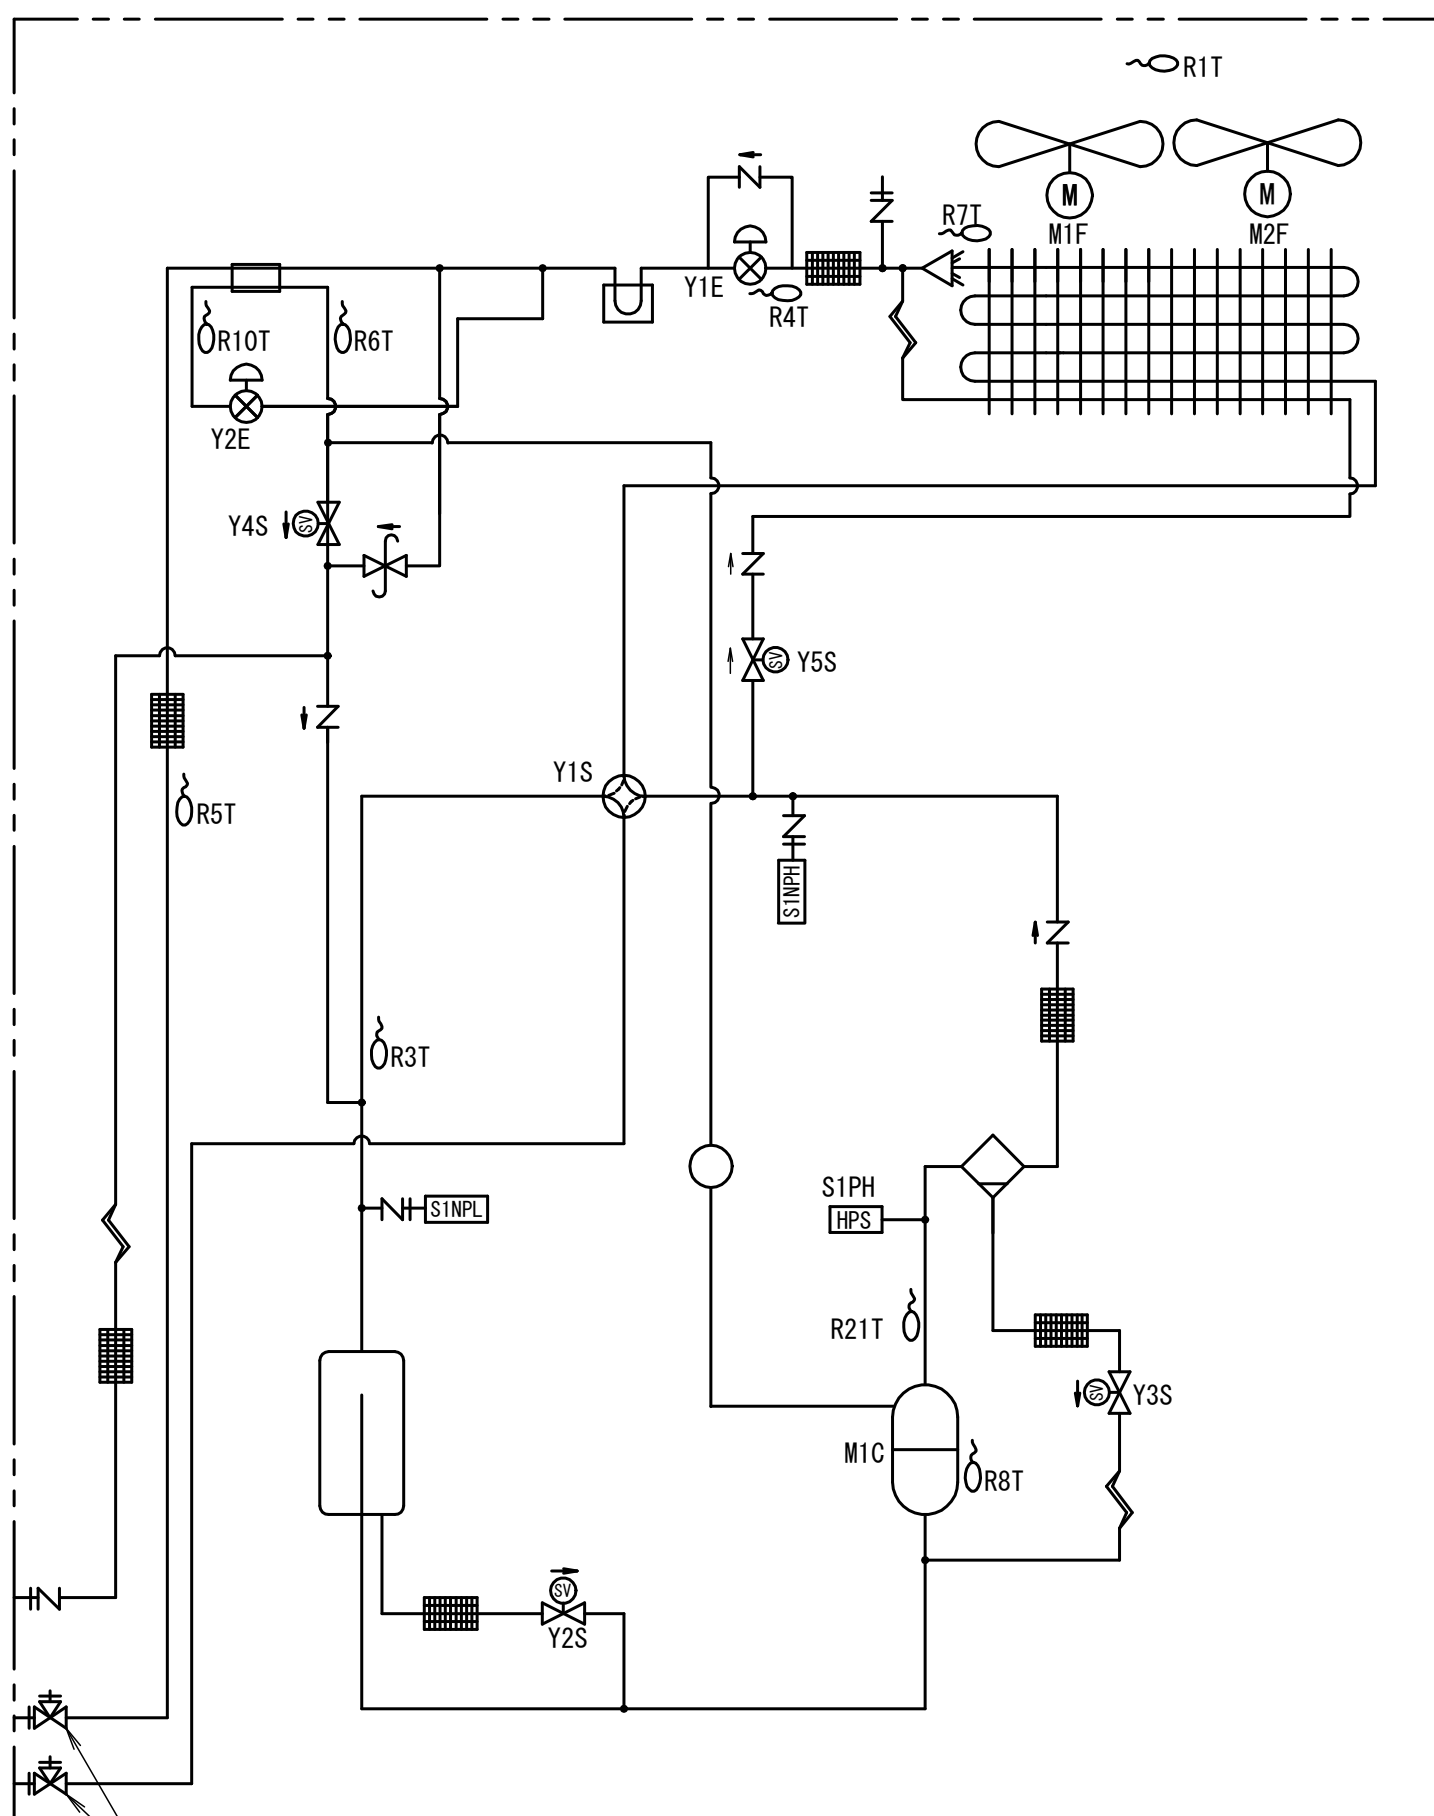 R1T
M
M
R7T
M1F
M2F
Y1E
R4T
R10T
R6T
Y2E
Y4S
SV
SV
Y5S
Y1S
R5T
S1NPH
R3T
S1PH
S1NPL
HPS
R21T
SV
Y3S
M1C
R8T
SV
Y2S